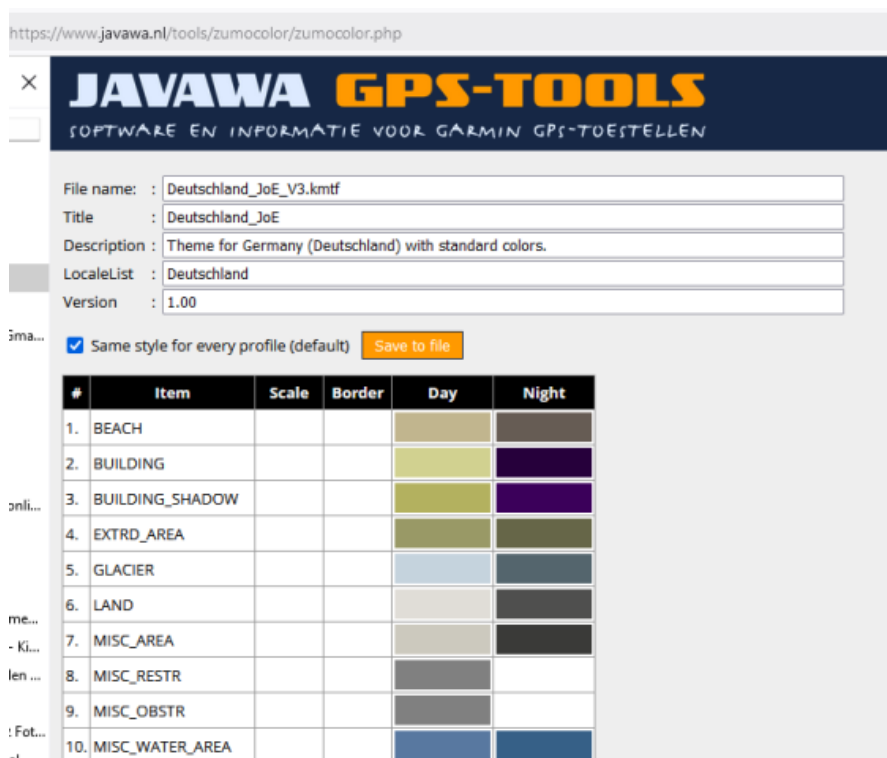 https://www.javawa.nl/tools/zumocolor/zumocolor.php
JAVAWA GPS-TOOLS
SOFTWARE EN INFORMATIE VOOR GARMIN GPS-TOESTELLEN
File name: : Deutschland_JoE_V3.kmtf
Title : Deutschland_JoE
Description : Theme for Germany (Deutschland) with standard colors.
LocaleList : Deutschland
Version : 1.00
Same style for every profile (default) Save to file
# Item Scale Border Day Night
1. BEACH
2. BUILDING
3. BUILDING_SHADOW
4. EXTRD_AREA
5. GLACIER
6. LAND
7. MISC_AREA
8. MISC_RESTR
9. MISC_OBSTR
10. MISC_WATER_AREA